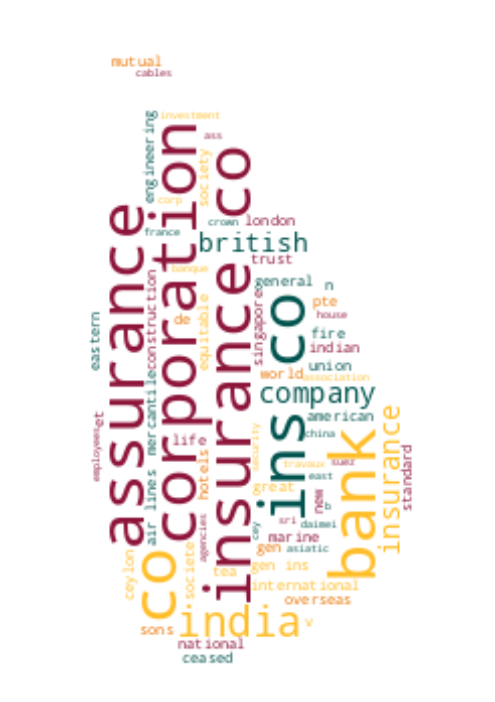 mutual
cables
investment
engineering
ass
corporation
co
society
corp
assurance
crown
london
france
british
trust
banque
construction
insurance co
general
n
singapore
ins co
equitable
pte
de
house
eastern
fire
indian
union
world
association
mercantile
company
et
american
insurance
employees
life
china
bank
security
standard
hotels
travaux
suez
air lines
east
great
new
b
agencies
cey
sri
daimei
marine
gen
asiatic
co
ceylon
societe
tea
gen ins
international
overseas
india
v
sons
national
ceased